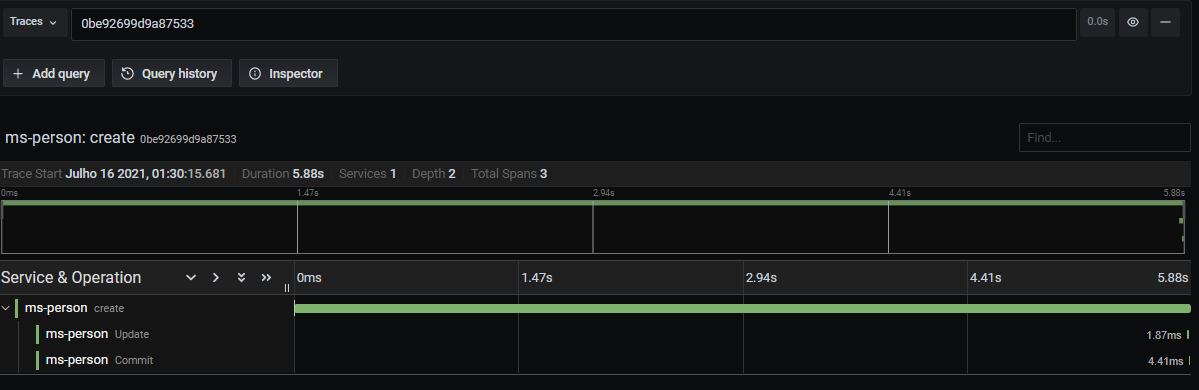 Traces 0be92699d9a87533 0.0s
+ Add query Query history Inspector
ms-person: create 0be92699d9a87533 Find...
Trace Start Julho 16 2021, 01:30:15.681 Duration 5.88s Services 1 Depth 2 Total Spans 3
0ms 1.47s 2.94s 4.41s 5.88s
Service & Operation 0ms 1.47s 2.94s 4.41s 5.88s
ms-person create
ms-person Update 1.87ms
ms-person Commit 4.41ms